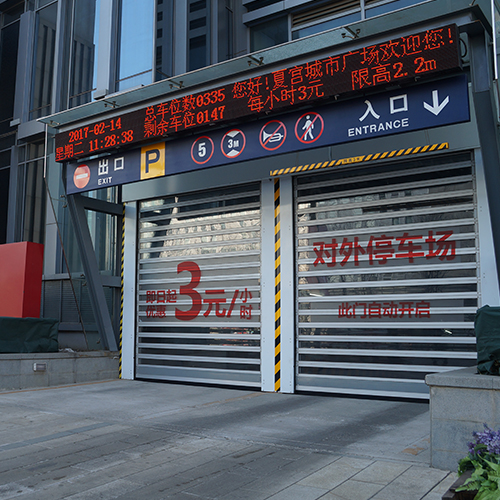 2017-02-14
星期二 11:28:38
总车位数0335
剩余车位0147
您好!夏宫城市广场欢迎您!
每小时3元 限高2.2m
出口
EXIT
P
5
3M
入口
ENTRANCE
即日起
优惠
3元/小时
对外停车场
此门自动开启